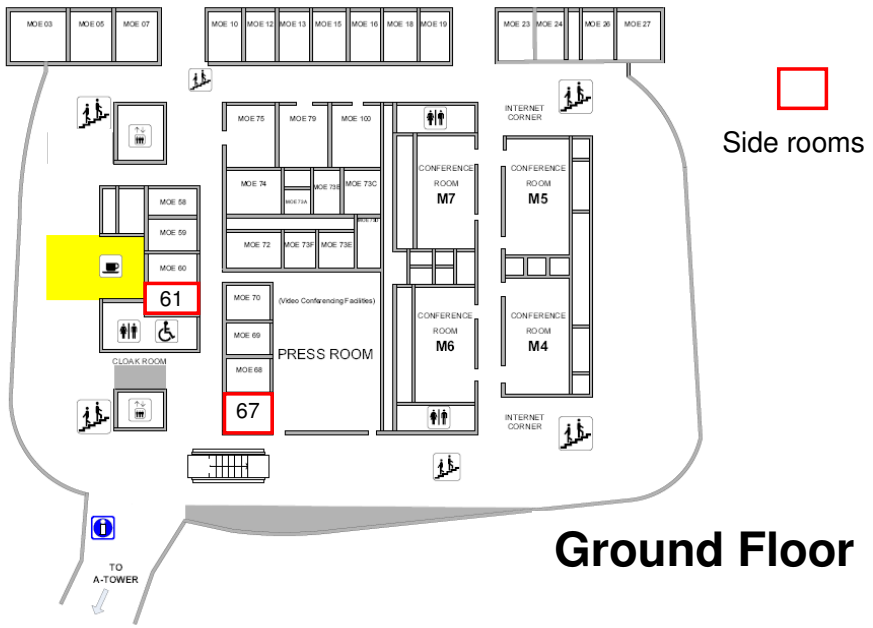 MOE 03
MOE 05
MOE 07
MOE 10
MOE 12
MOE 13
MOE 15
MOE 16
MOE 18
MOE 19
MOE 23
MOE 24
MOE 26
MOE 27
Side rooms
INTERNET
CORNER
MOE 75
MOE 79
MOE 100
MOE 74
MOE 73A
MOE 73B
MOE 73C
MOE 73D
MOE 72
MOE 73F
MOE 73E
CONFERENCE
ROOM
M7
CONFERENCE
ROOM
M5
MOE 58
MOE 59
MOE 60
61
MOE 70
(Video Conferencing Facilities)
MOE 69
PRESS ROOM
MOE 68
67
CONFERENCE
ROOM
M6
CONFERENCE
ROOM
M4
CLOAK ROOM
INTERNET
CORNER
i
TO
A-TOWER
Ground Floor